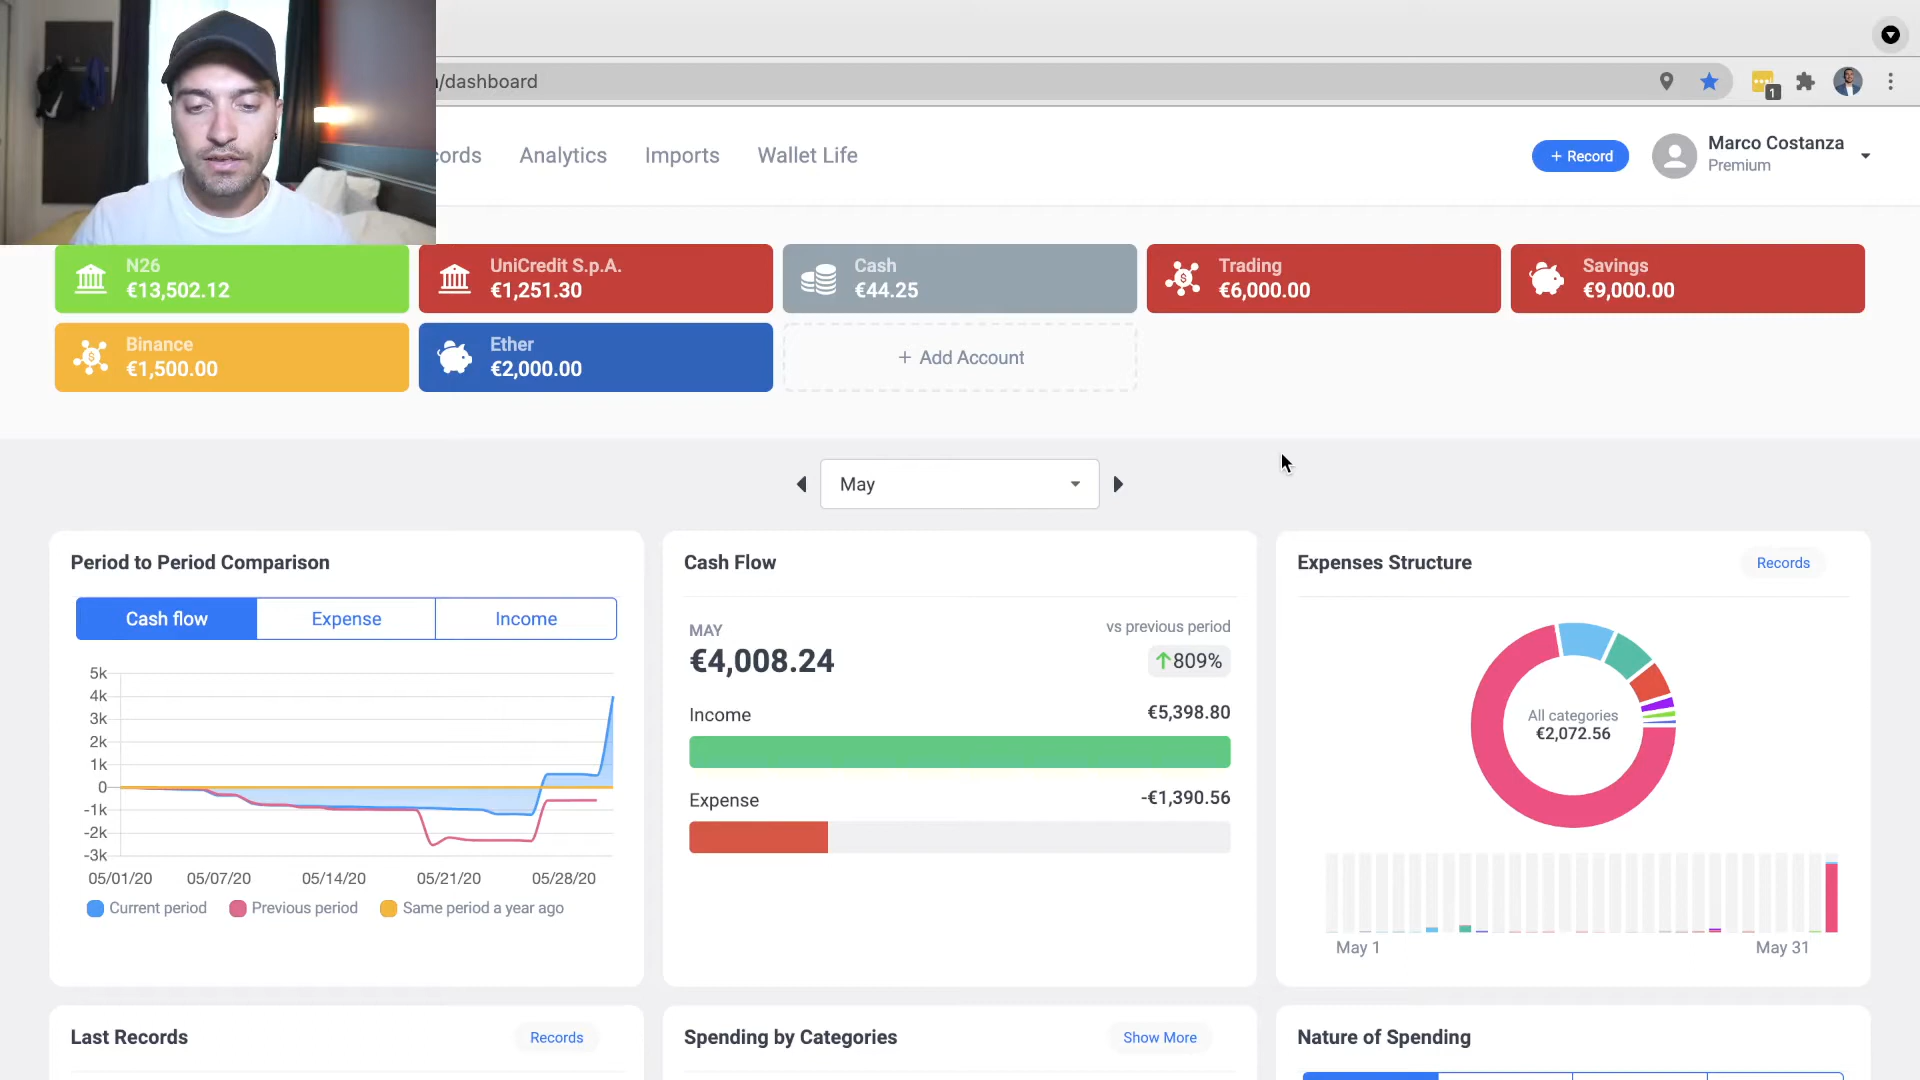 /dashboard
1
cords
Analytics
Imports
Wallet Life
+ Record
Marco Costanza
Premium
N26
€13,502.12
UniCredit S.p.A.
€1,251.30
Cash
€44.25
Trading
€6,000.00
Savings
€9,000.00
Binance
€1,500.00
Ether
€2,000.00
+ Add Account
May
Period to Period Comparison
Cash flow
Expense
Income
5k
4k
3k
2k
1k
0
-1k
-2k
-3k
05/01/20
05/07/20
05/14/20
05/21/20
05/28/20
Current period
Previous period
Same period a year ago
Cash Flow
MAY
vs previous period
€4,008.24
809%
Income
€5,398.80
Expense
-€1,390.56
Expenses Structure
Records
All categories
€2,072.56
May 1
May 31
Last Records
Records
Spending by Categories
Show More
Nature of Spending